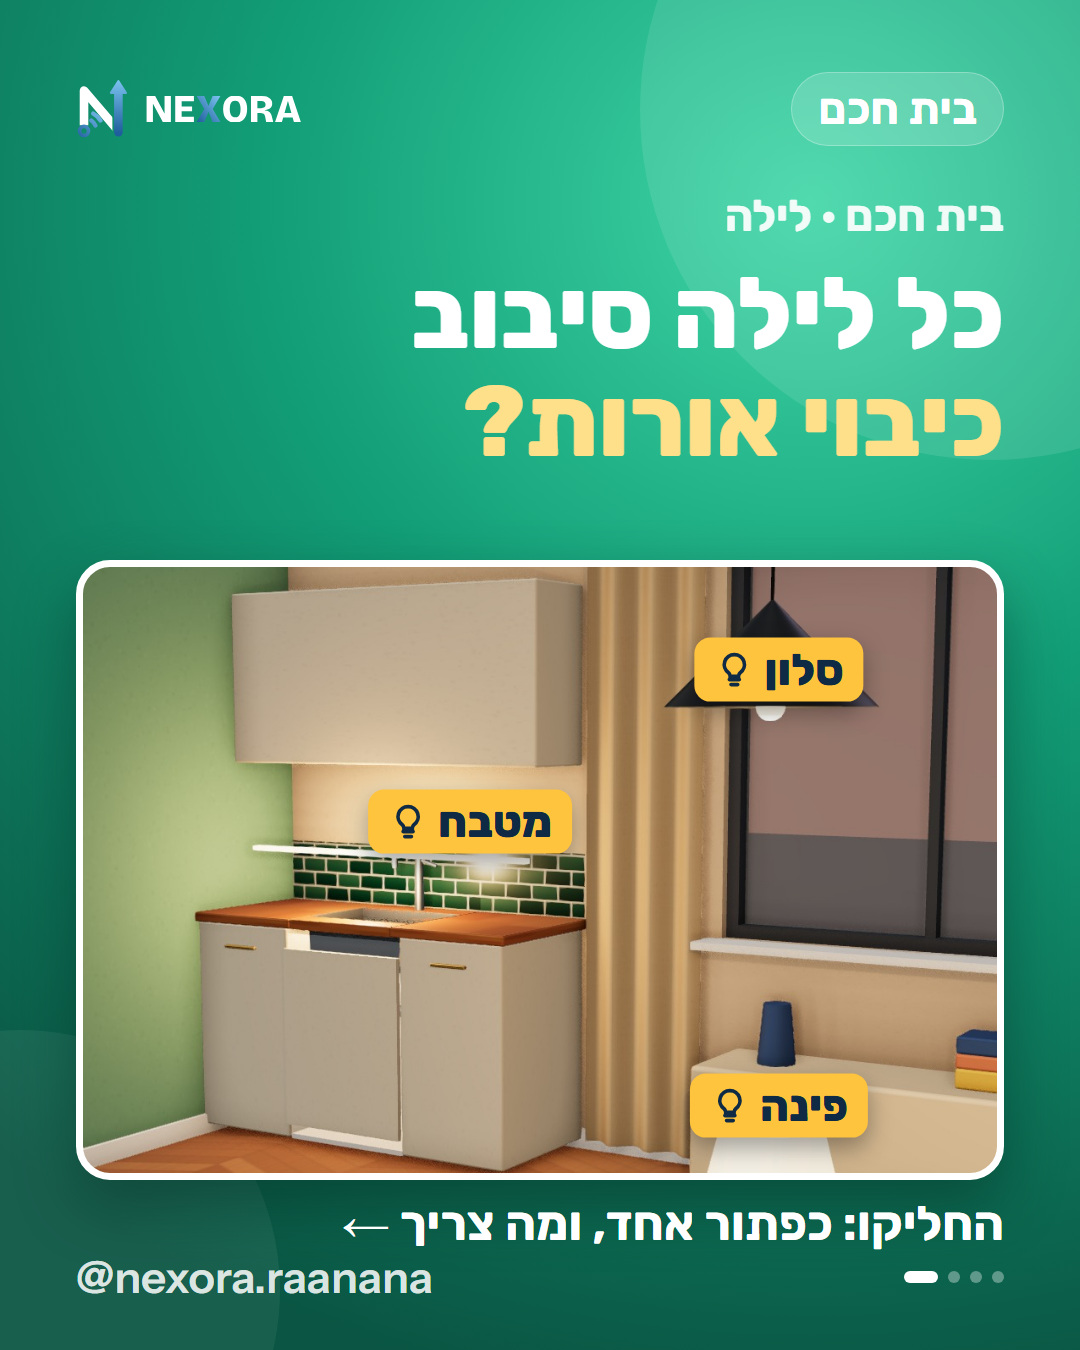 NEXORA
בית חכם
בית חכם • לילה
כל לילה סיבוב
כיבוי אורות?
סלון
מטבח
פינה
החליקו: כפתור אחד, ומה צריך ←
@nexora.raanana